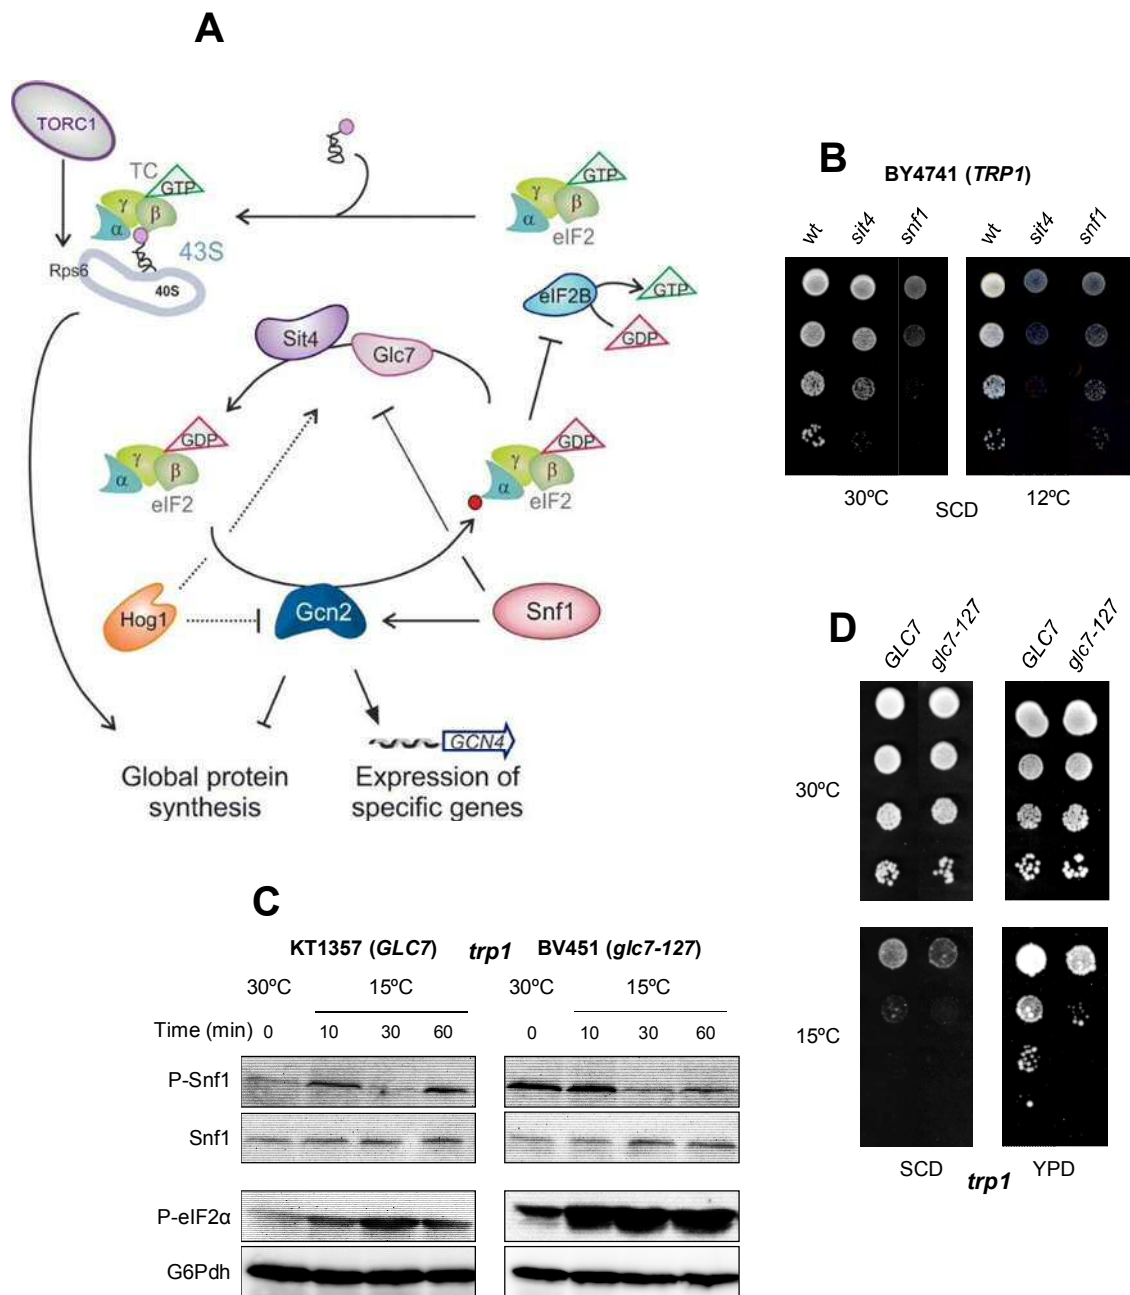 A
TORC1
TC
GTP
γ
β
α
43S
Rps6
40S
GTP
γ
β
α
eIF2
eIF2B
GTP
GDP
Sit4
Glc7
GDP
γ
β
α
eIF2
GDP
γ
β
α
eIF2
Hog1
Gcn2
Snf1
GCN4
Global protein
synthesis
Expression of
specific genes
B
BY4741 (TRP1)
wt sit4 snf1 wt sit4 snf1
30ºC SCD 12ºC
C
KT1357 (GLC7) trp1 BV451 (glc7-127)
30ºC 15ºC 30ºC 15ºC
Time (min) 0 10 30 60 0 10 30 60
P-Snf1
Snf1
P-eIF2α
G6Pdh
D
GLC7 glc7-127 GLC7 glc7-127
30ºC
15ºC
SCD trp1 YPD